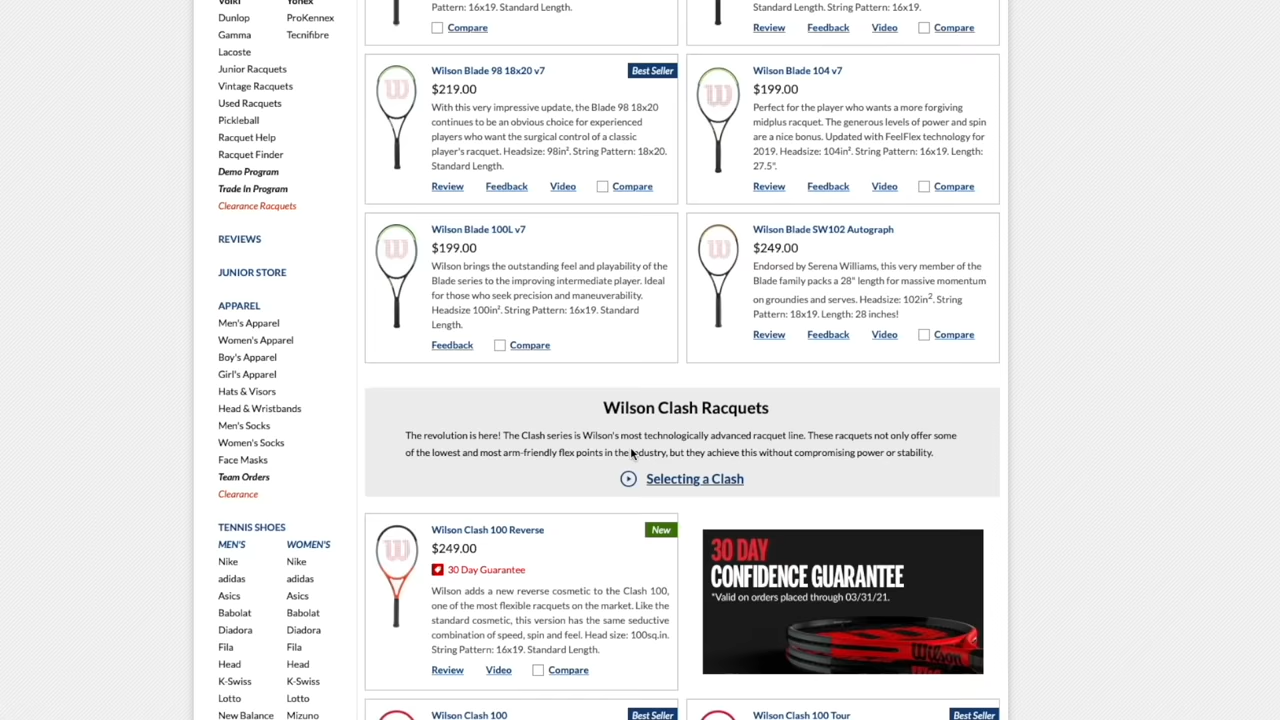 Volkl Yonex
Dunlop ProKennex
Gamma Tecnifibre
Lacoste
Junior Racquets
Vintage Racquets
Used Racquets
Pickleball
Racquet Help
Racquet Finder
Demo Program
Trade In Program
Clearance Racquets
REVIEWS
JUNIOR STORE
APPAREL
Men's Apparel
Women's Apparel
Boy's Apparel
Girl's Apparel
Hats & Visors
Head & Wristbands
Men's Socks
Women's Socks
Face Masks
Team Orders
Clearance
TENNIS SHOES
MEN'S WOMEN'S
Nike Nike
adidas adidas
Asics Asics
Babolat Babolat
Diadora Diadora
Fila Fila
Head Head
K-Swiss K-Swiss
Lotto Lotto
New Balance Mizuno
Pattern: 16x19. Standard Length.
Compare
Standard Length. String Pattern: 16x19.
Review Feedback Video Compare
Wilson Blade 98 18x20 v7 Best Seller
$219.00
With this very impressive update, the Blade 98 18x20
continues to be an obvious choice for experienced
players who want the surgical control of a classic
player's racquet. Headsize: 98in². String Pattern: 18x20.
Standard Length.
Review Feedback Video Compare
Wilson Blade 104 v7
$199.00
Perfect for the player who wants a more forgiving
midplus racquet. The generous levels of power and spin
are a nice bonus. Updated with FeelFlex technology for
2019. Headsize: 104in². String Pattern: 16x19. Length:
27.5".
Review Feedback Video Compare
Wilson Blade 100L v7
$199.00
Wilson brings the outstanding feel and playability of the
Blade series to the improving intermediate player. Ideal
for those who seek precision and maneuverability.
Headsize 100in². String Pattern: 16x19. Standard
Length.
Feedback Compare
Wilson Blade SW102 Autograph
$249.00
Endorsed by Serena Williams, this very member of the
Blade family packs a 28" length for massive momentum
on groundies and serves. Headsize: 102in². String
Pattern: 18x19. Length: 28 inches!
Review Feedback Video Compare
Wilson Clash Racquets
The revolution is here! The Clash series is Wilson's most technologically advanced racquet line. These racquets not only offer some
of the lowest and most arm-friendly flex points in the industry, but they achieve this without compromising power or stability.
Selecting a Clash
Wilson Clash 100 Reverse New
$249.00
30 Day Guarantee
Wilson adds a new reverse cosmetic to the Clash 100,
one of the most flexible racquets on the market. Like the
standard cosmetic, this version has the same seductive
combination of speed, spin and feel. Head size: 100sq.in.
String Pattern: 16x19. Standard Length.
Review Video Compare
30 DAY
CONFIDENCE GUARANTEE
*Valid on orders placed through 03/31/21.
Wilson
Wilson Clash 100 Best Seller
Wilson Clash 100 Tour Best Seller